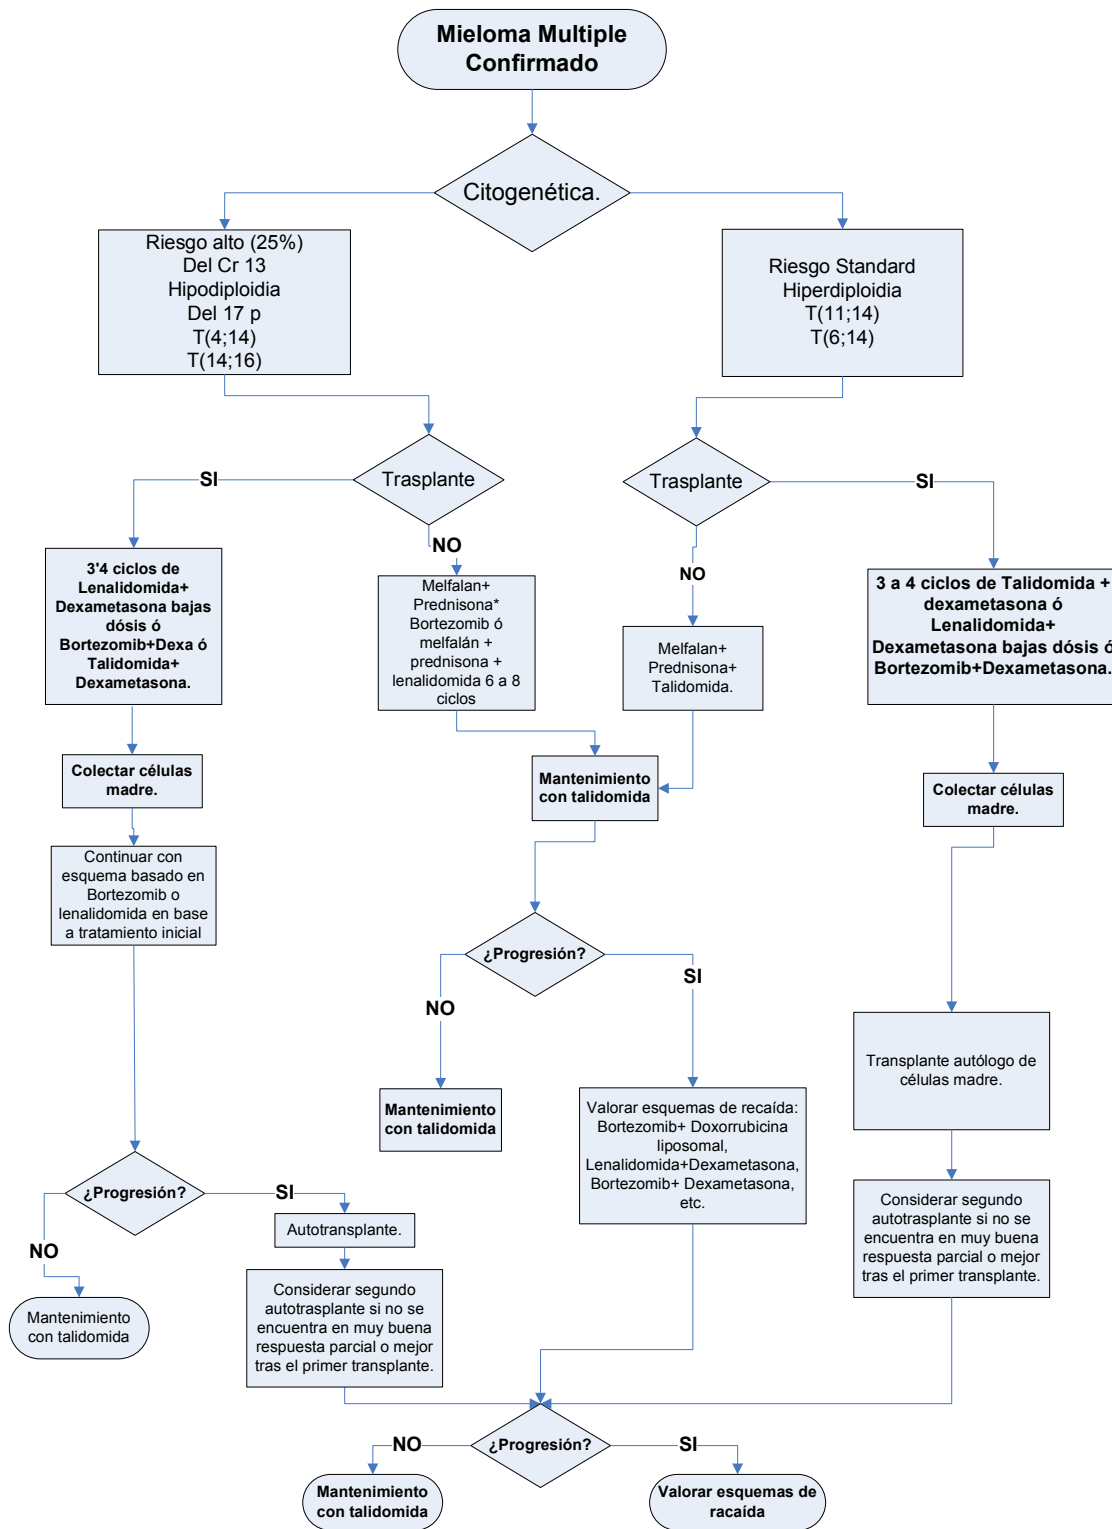 Mieloma Multiple
Confirmado
Citogenética.
Riesgo alto (25%)
Del Cr 13
Hipodiploidia
Del 17 p
T(4;14)
T(14;16)
Riesgo Standard
Hiperdiploidia
T(11;14)
T(6;14)
Trasplante
Trasplante
SI
SI
NO
NO
3'4 ciclos de
Lenalidomida+
Dexametasona bajas
dósis ó
Bortezomib+Dexa ó
Talidomida+
Dexametasona.
Melfalan+
Prednisona*
Bortezomib ó
melfalán +
prednisona +
lenalidomida 6 a 8
ciclos
Melfalan+
Prednisona+
Talidomida.
3 a 4 ciclos de Talidomida +
dexametasona ó
Lenalidomida+
Dexametasona bajas dósis ó
Bortezomib+Dexametasona.
Colectar células
madre.
Mantenimiento
con talidomida
Colectar células
madre.
Continuar con
esquema basado en
Bortezomib o
lenalidomida en base
a tratamiento inicial
¿Progresión?
NO
SI
Mantenimiento
con talidomida
Valorar esquemas de recaída:
Bortezomib+ Doxorrubicina
liposomal,
Lenalidomida+Dexametasona,
Bortezomib+ Dexametasona,
etc.
Transplante autólogo de
células madre.
¿Progresión?
SI
NO
Autotransplante.
Mantenimiento
con talidomida
Considerar segundo
autotrasplante si no se
encuentra en muy buena
respuesta parcial o mejor
tras el primer transplante.
Considerar segundo
autotrasplante si no se
encuentra en muy buena
respuesta parcial o mejor
tras el primer transplante.
¿Progresión?
NO
SI
Mantenimiento
con talidomida
Valorar esquemas de
racaída